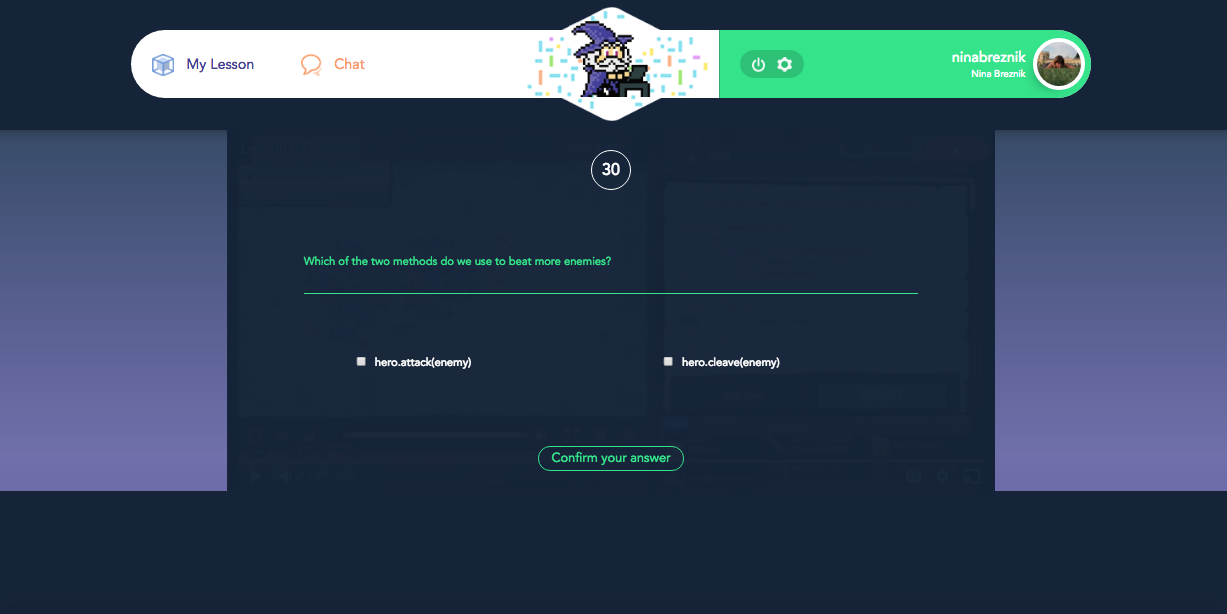 My Lesson
Chat
ninabreznik
Nina Breznik
30
Which of the two methods do we use to beat more enemies?
hero.attack(enemy)
hero.cleave(enemy)
Confirm your answer